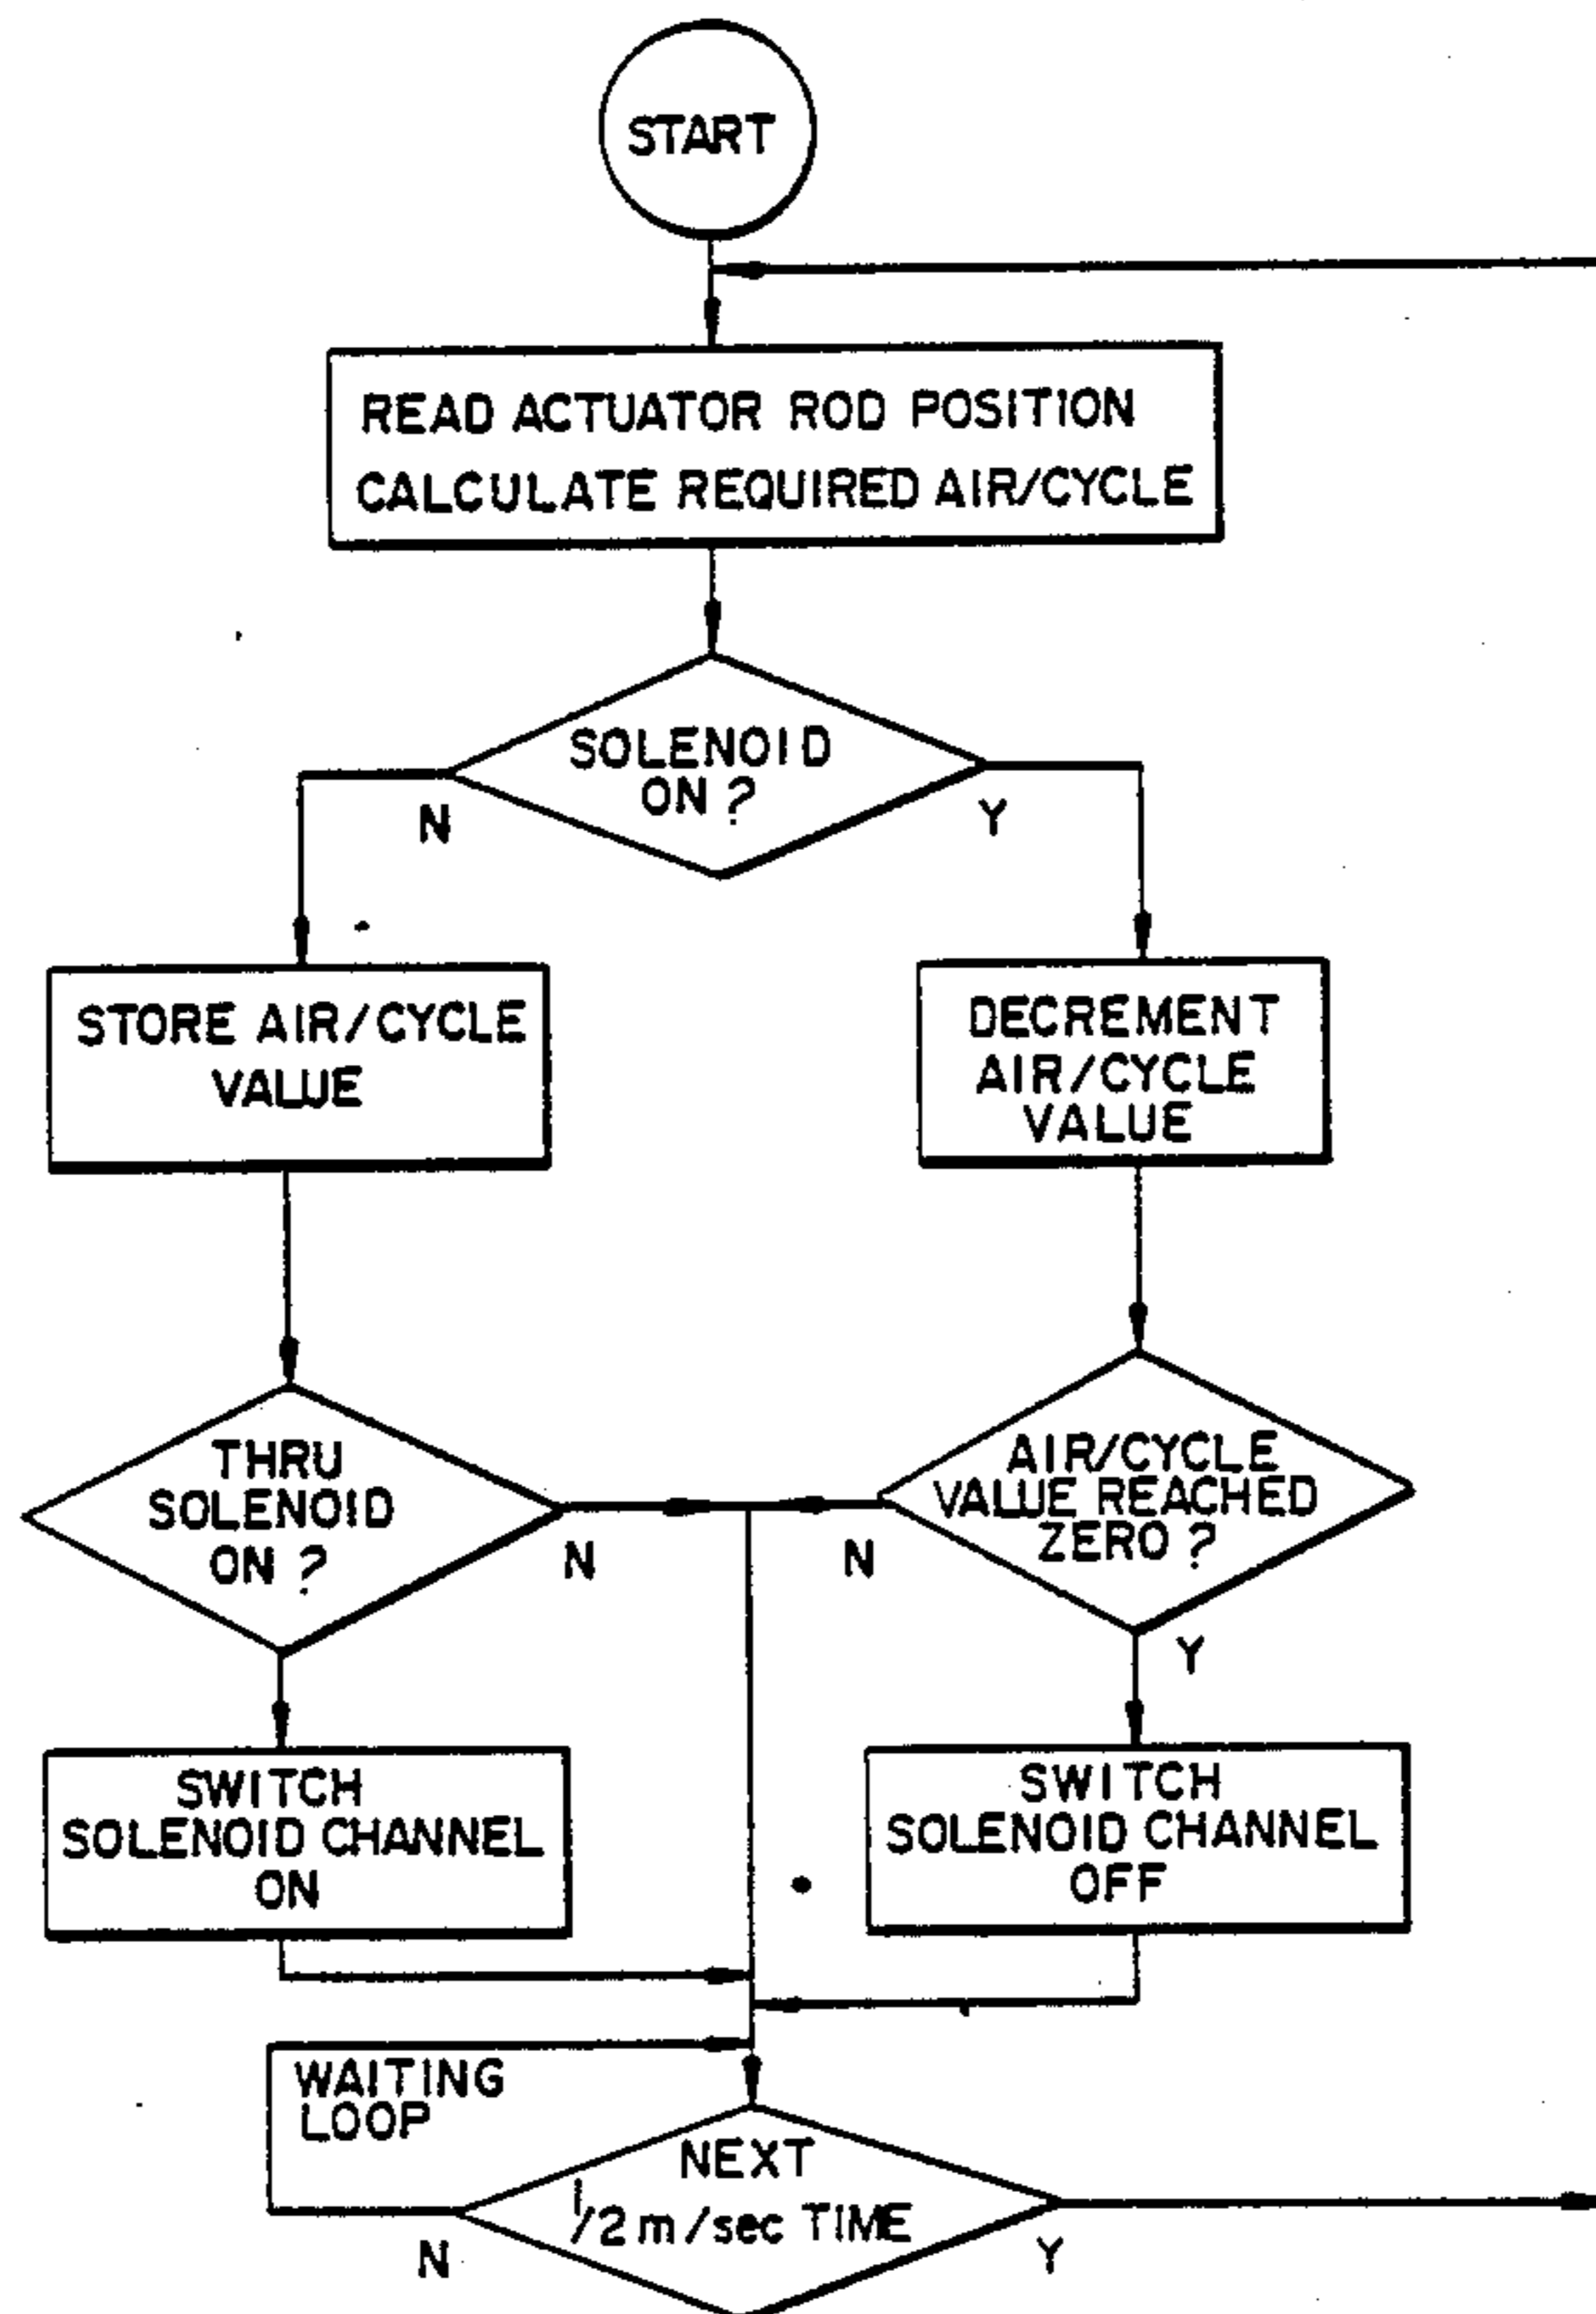 START
READ ACTUATOR ROD POSITION
CALCULATE REQUIRED AIR/CYCLE
SOLENOID
ON ?
N
Y
STORE AIR/CYCLE
VALUE
DECREMENT
AIR/CYCLE
VALUE
THRU
SOLENOID
ON ?
N
AIR/CYCLE
VALUE REACHED
ZERO ?
N
Y
SWITCH
SOLENOID CHANNEL
ON
SWITCH
SOLENOID CHANNEL
OFF
WAITING
LOOP
NEXT
1/2 m/sec TIME
N
Y